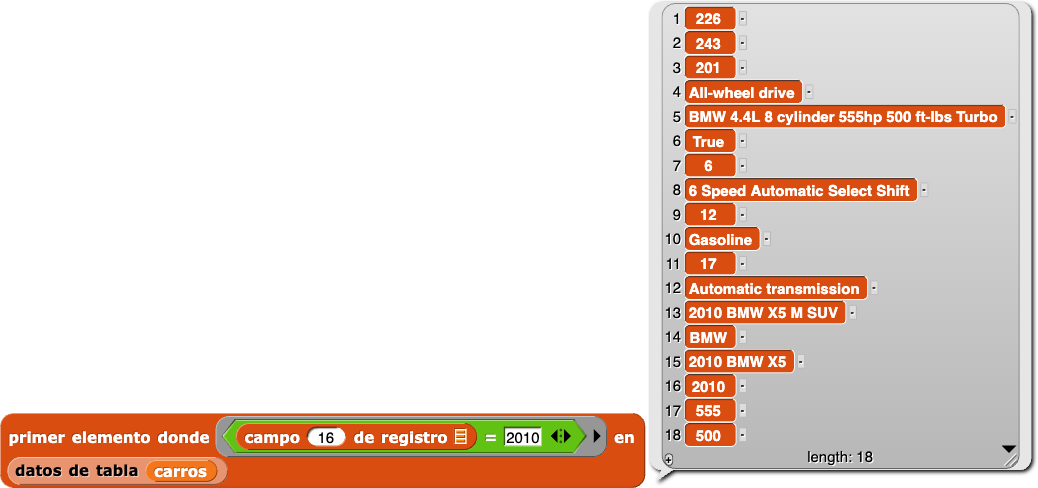 1 226
2 243
3 201
4 All-wheel drive
5 BMW 4.4L 8 cylinder 555hp 500 ft-lbs Turbo
6 True
7 6
8 6 Speed Automatic Select Shift
9 12
10 Gasoline
11 17
12 Automatic transmission
13 2010 BMW X5 M SUV
14 BMW
15 2010 BMW X5
16 2010
17 555
18 500
length: 18
primer elemento donde campo 16 de registro = 2010 en
datos de tabla carros